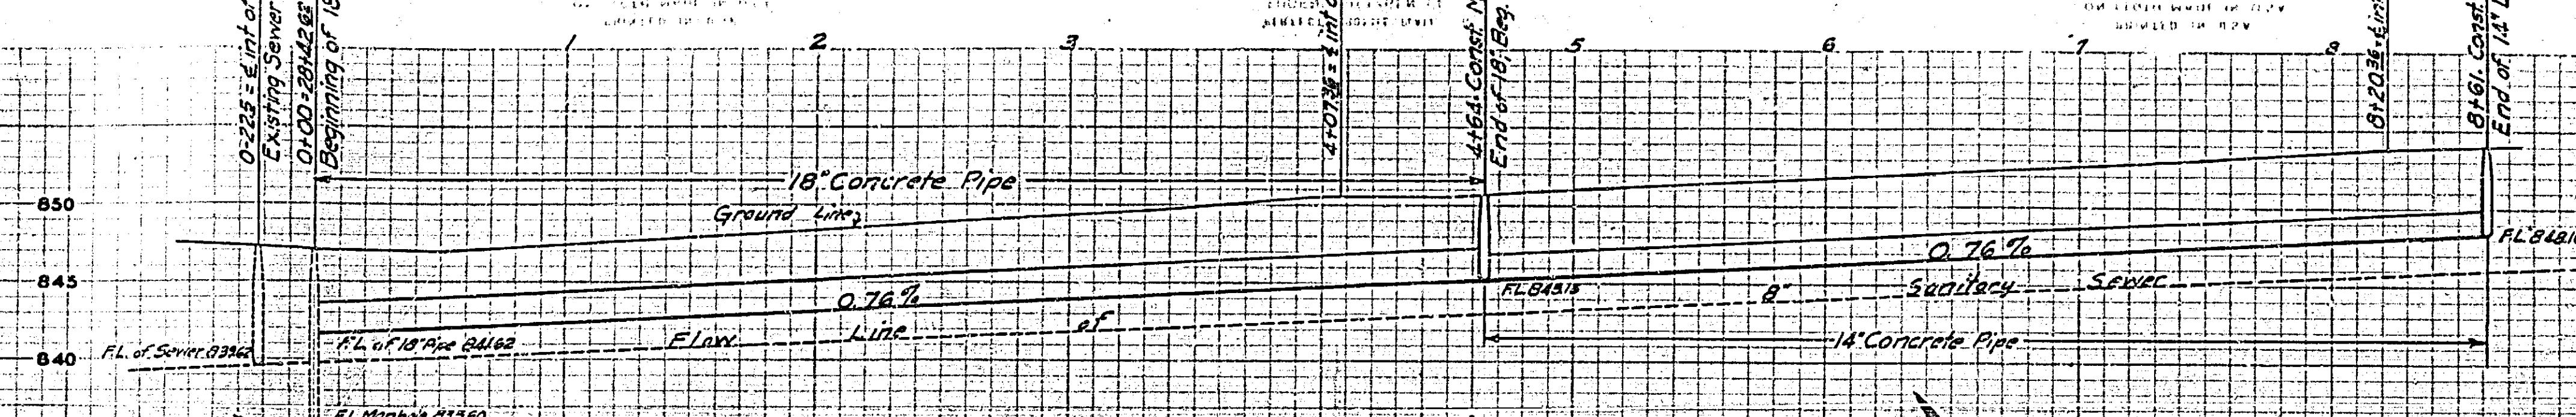 0-22.5 = ℄ int of
Existing Sewer
0+00=28+42.63
Beginning of 18
4+07.36 = ℄ int
4+64 Const. M
End of 18", Beg.
8+20.36 = ℄ int
8+61. Const
End of 14"
1 2 3 5 6 7 8
18" Concrete Pipe
850
Ground Line
845
0.76%
0.76%
F.L. 848.1
F.L. 845.15
8" Sanitary Sewer
F.L. of Sewer 839.62
F.L. of 18" Pipe 841.62
Flow Line of
840
14" Concrete Pipe